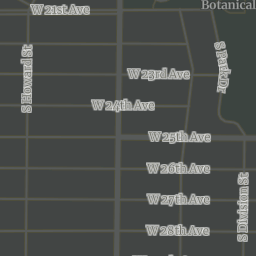 Botanical
W 21st Ave
S Howard St
S Park Dr
W 23rd Ave
W 24th Ave
W 25th Ave
W 26th Ave
W 27th Ave
S Division St
W 28th Ave